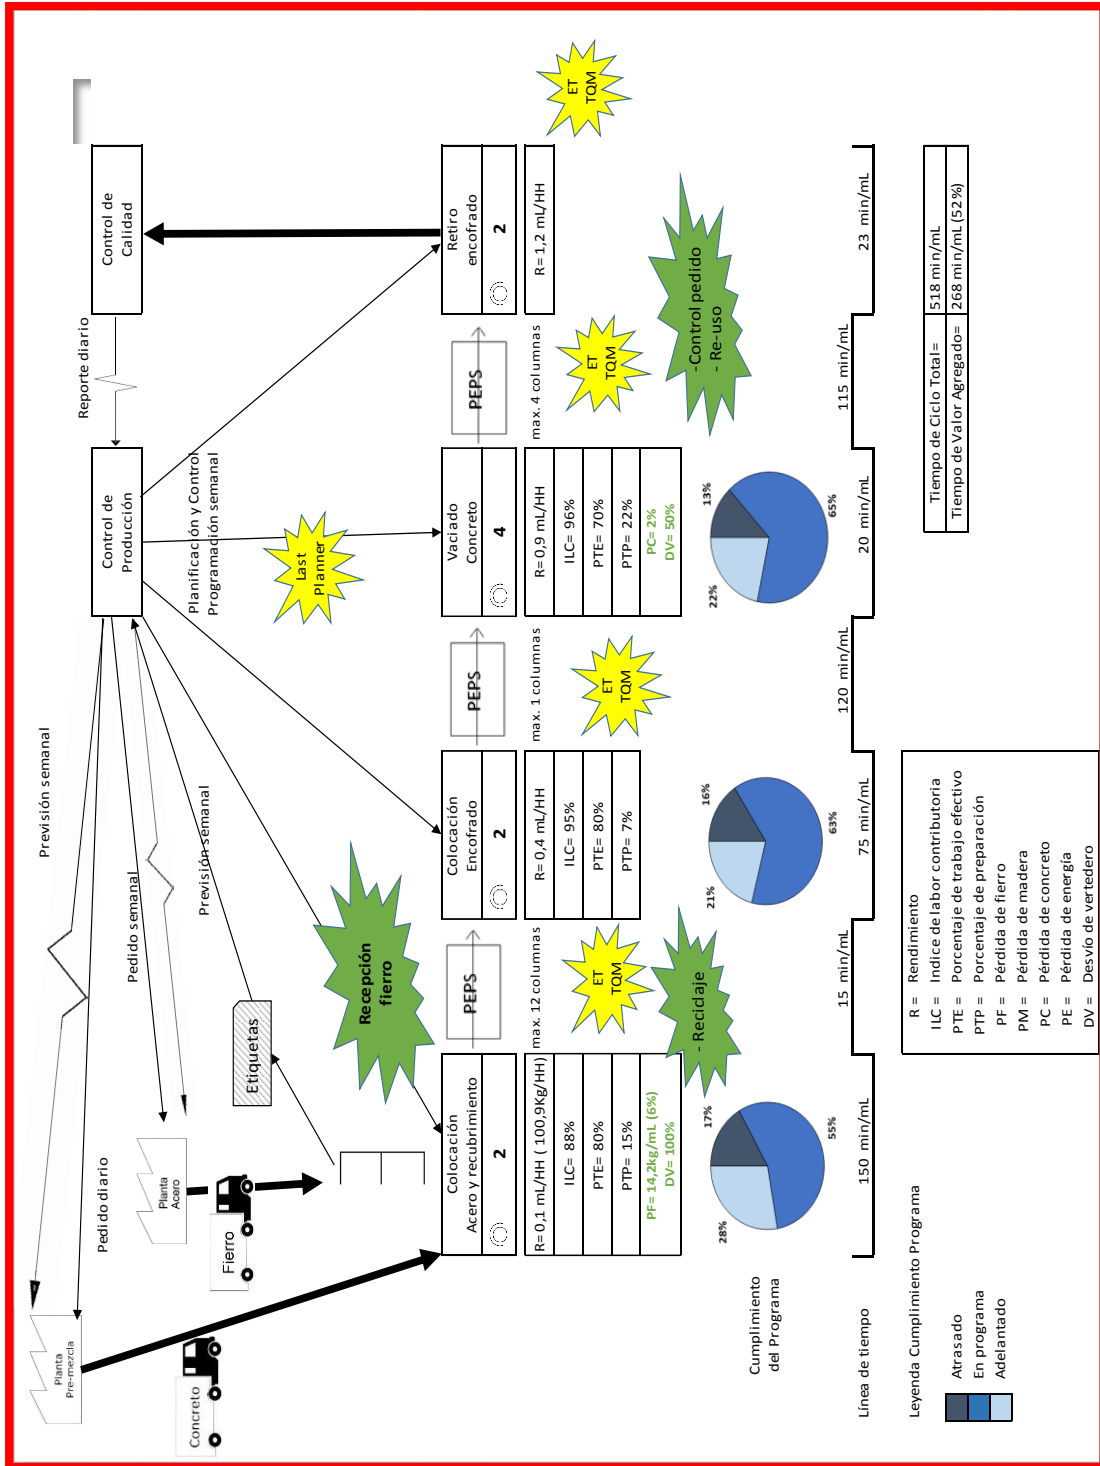 Planta
Pre-mezcla
Concreto
Planta
Acero
Fierro
Pedido diario
Previsión semanal
Pedido semanal
Previsión semanal
Etiquetas
Control de
Producción
Reporte diario
Control de
Calidad
Planificación y Control
Programación semanal
Last
Planner
Recepción
fierro
Colocación
Acero y recubrimiento
2
R= 0,1 mL/HH ( 100,9Kg/HH)
ILC= 88%
PTE= 80%
PTP= 15%
PF= 14,2kg/mL (6%)
DV= 100%
PEPS
max. 12 columnas
ET
TQM
- Reciclaje
Colocación
Encofrado
2
R= 0,4 mL/HH
ILC= 95%
PTE= 80%
PTP= 7%
PEPS
max. 1 columnas
ET
TQM
Vaciado
Concreto
4
R=0,9 mL/HH
ILC= 96%
PTE= 70%
PTP= 22%
PC= 2%
DV= 50%
PEPS
max. 4 columnas
ET
TQM
-Control pedido
- Re-uso
Retiro
encofrado
2
R= 1,2 mL/HH
ET
TQM
Cumplimiento
del Programa
28%
17%
55%
21%
16%
63%
22%
13%
65%
Línea de tiempo
150 min/mL
15 min/mL
75 min/mL
120 min/mL
20 min/mL
115 min/mL
23 min/mL
Leyenda Cumplimiento Programa
Atrasado
En programa
Adelantado
R = Rendimiento
ILC = Indice de labor contributoria
PTE = Porcentaje de trabajo efectivo
PTP = Porcentaje de preparación
PF = Pérdida de fierro
PM = Pérdida de madera
PC = Pérdida de concreto
PE = Pérdida de energía
DV = Desvío de vertedero
Tiempo de Ciclo Total= 518 min/mL
Tiempo de Valor Agregado= 268 min/mL (52%)